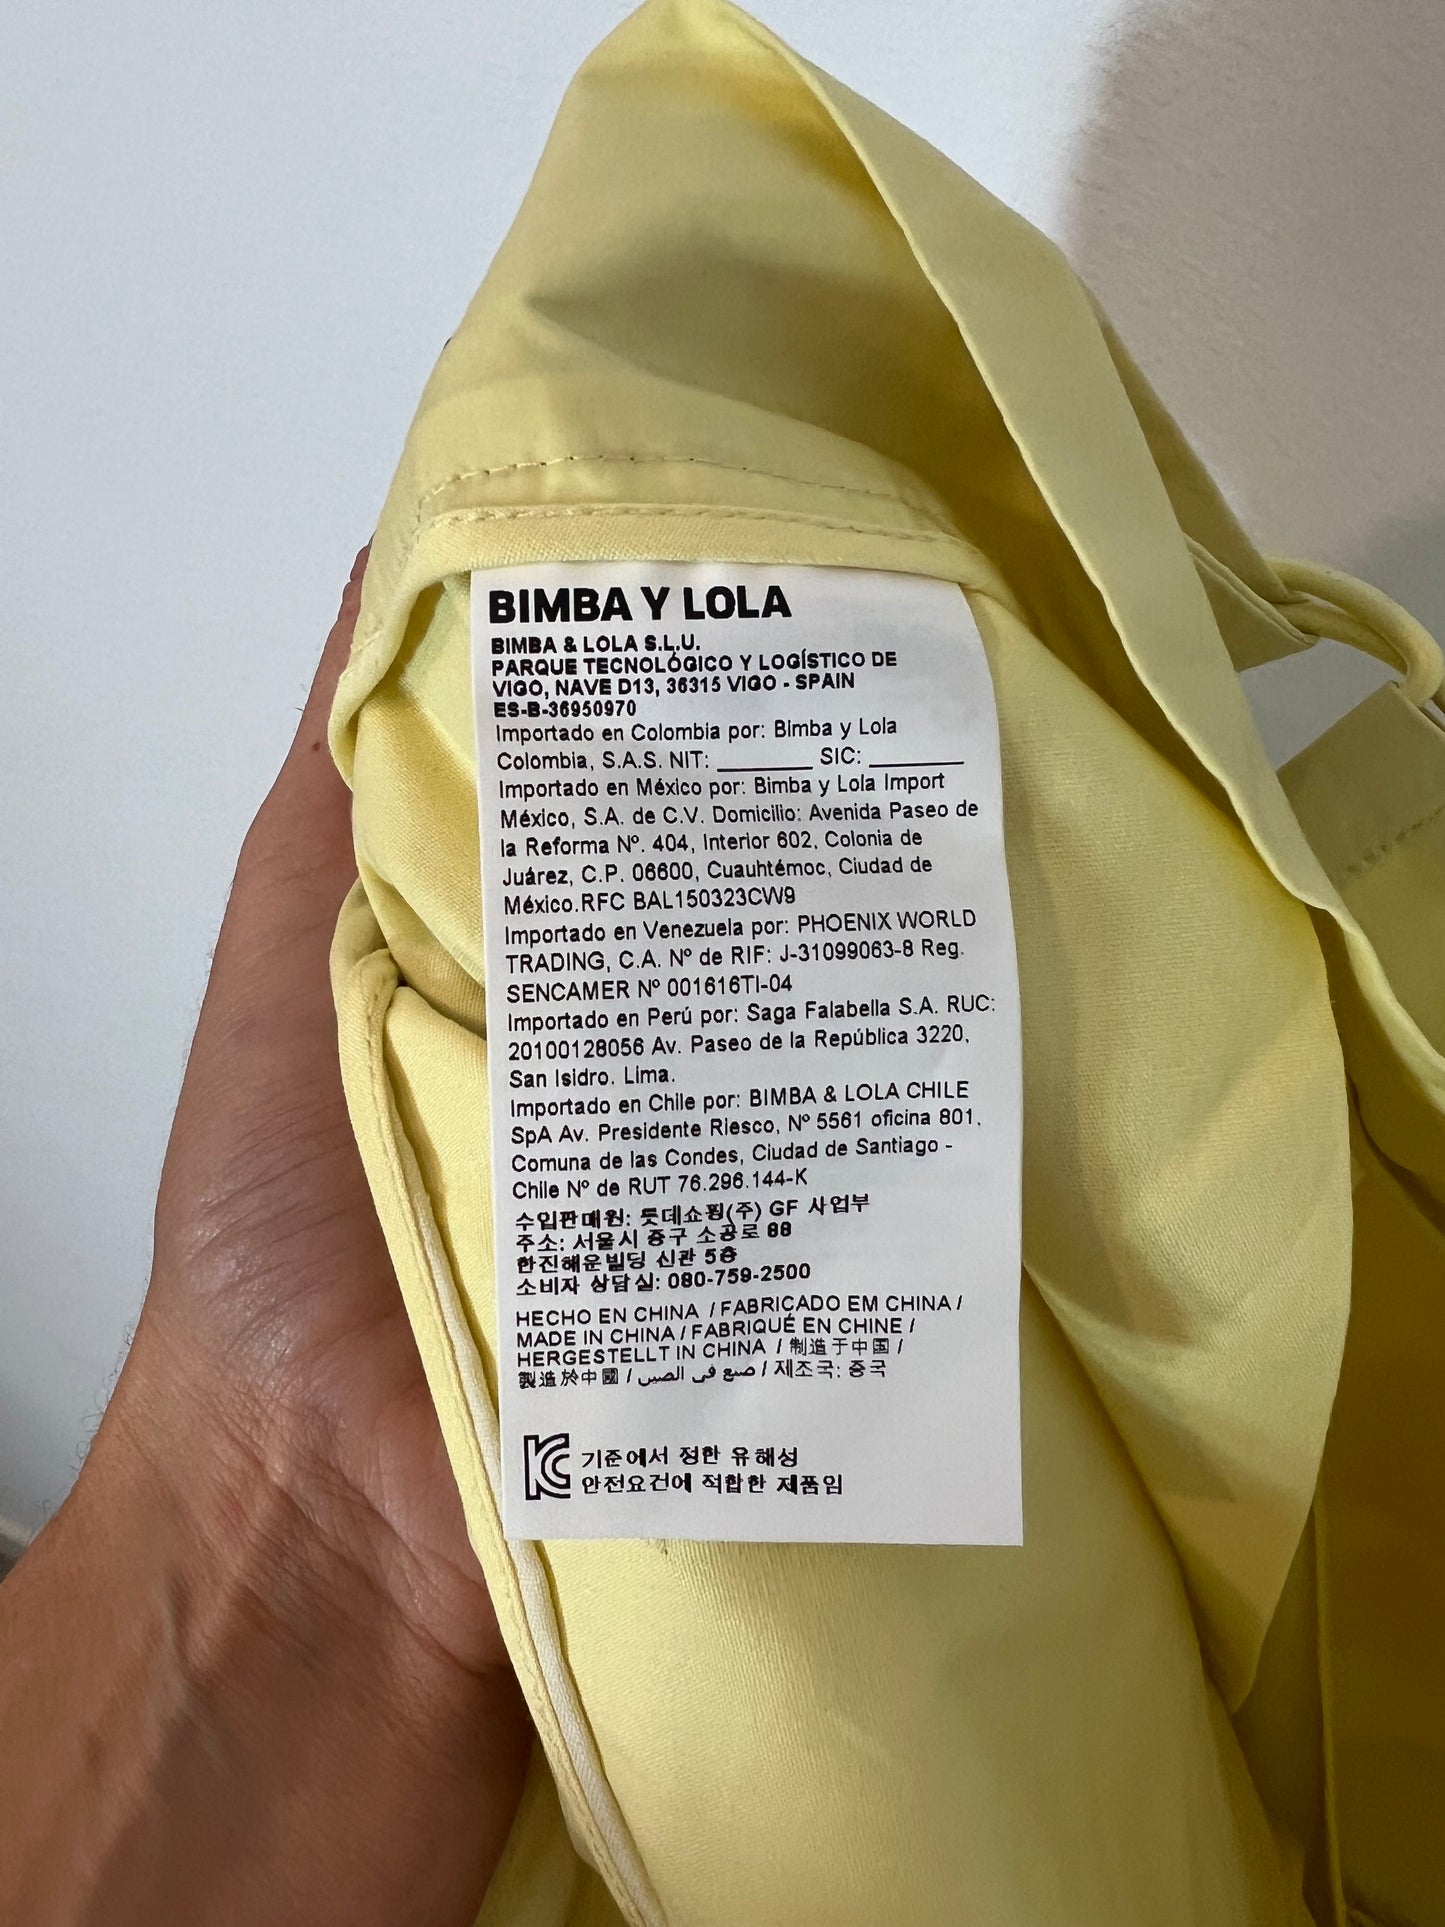 BIMBA Y LOLA
BIMBA & LOLA S.L.U.
PARQUE TECNOLÓGICO Y LOGÍSTICO DE
VIGO, NAVE D13, 36315 VIGO - SPAIN
ES-B-36950970
Importado en Colombia por: Bimba y Lola
Colombia, S.A.S. NIT: ________ SIC: ________
Importado en México por: Bimba y Lola Import
México, S.A. de C.V. Domicilio: Avenida Paseo de
la Reforma Nº. 404, Interior 602, Colonia de
Juárez, C.P. 06600, Cuauhtémoc, Ciudad de
México.RFC BAL150323CW9
Importado en Venezuela por: PHOENIX WORLD
TRADING, C.A. Nº de RIF: J-31099063-8 Reg.
SENCAMER Nº 001616TI-04
Importado en Perú por: Saga Falabella S.A. RUC:
20100128056 Av. Paseo de la República 3220,
San Isidro. Lima.
Importado en Chile por: BIMBA & LOLA CHILE
SpA Av. Presidente Riesco, Nº 5561 oficina 801,
Comuna de las Condes, Ciudad de Santiago -
Chile Nº de RUT 76.296.144-K
수입판매원: 롯데쇼핑(주) GF 사업부
주소: 서울시 중구 소공로 88
한진해운빌딩 신관 5층
소비자 상담실: 080-759-2500
HECHO EN CHINA / FABRICADO EM CHINA /
MADE IN CHINA / FABRIQUÉ EN CHINE /
HERGESTELLT IN CHINA / 制造于中国 /
製造於中國 / صنع في الصين / 제조국: 중국
KC 기준에서 정한 유해성
안전요건에 적합한 제품임